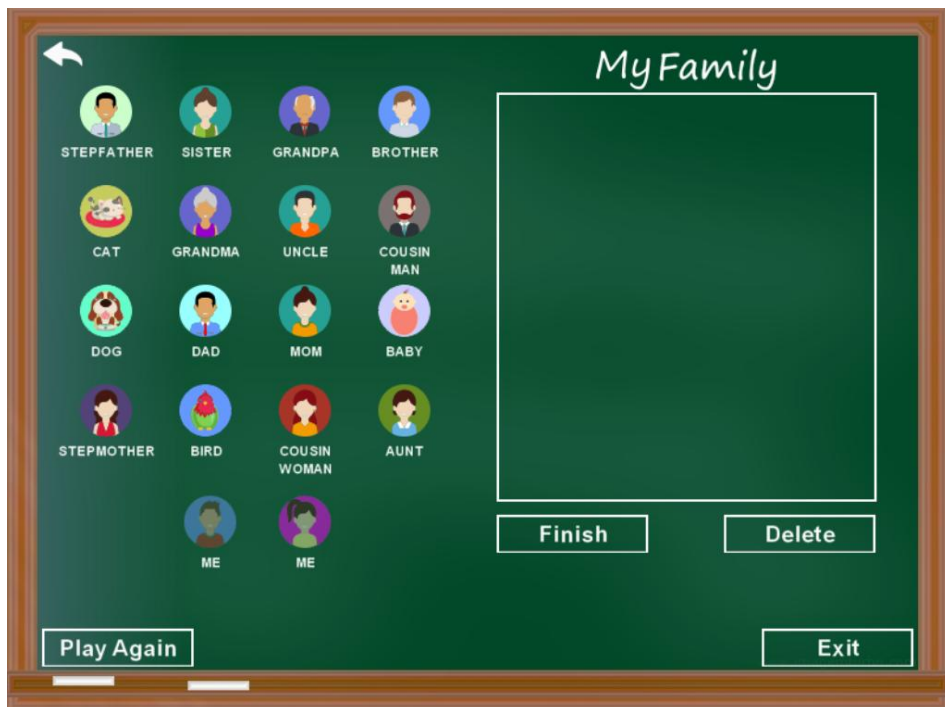 My Family
STEPFATHER SISTER GRANDPA BROTHER
CAT GRANDMA UNCLE COUSIN
MAN
DOG DAD MOM BABY
STEPMOTHER BIRD COUSIN AUNT
WOMAN
Finish Delete
ME ME
Play Again Exit